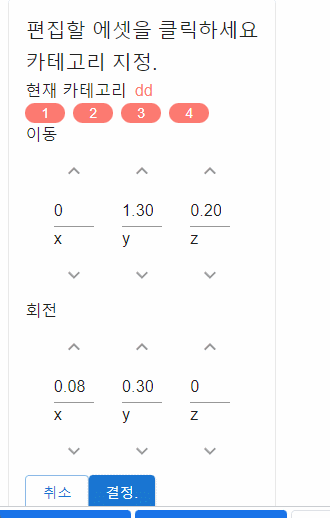 편집할 에셋을 클릭하세요
카테고리 지정.
현재 카테고리 dd
1 2 3 4
이동
0 1.30 0.20
x y z
회전
0.08 0.30 0
x y z
취소 결정.